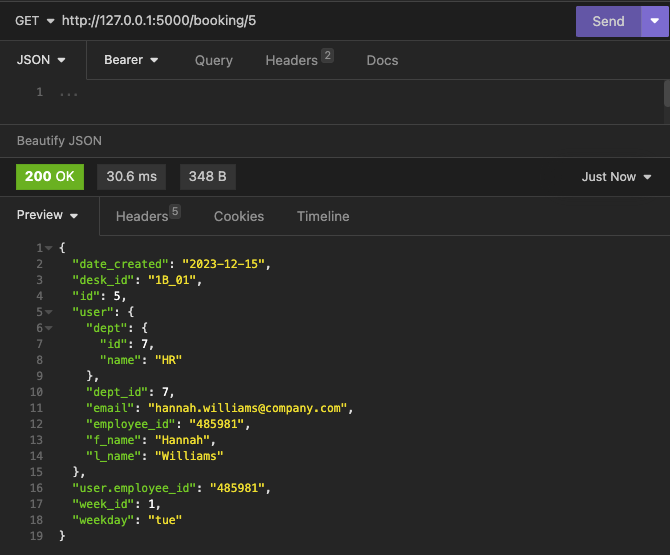 GET http://127.0.0.1:5000/booking/5 Send
JSON Bearer Query Headers 2 Docs
1 ...
Beautify JSON
200 OK 30.6 ms 348 B Just Now
Preview Headers 5 Cookies Timeline
1 {
2 "date_created": "2023-12-15",
3 "desk_id": "1B_01",
4 "id": 5,
5 "user": {
6 "dept": {
7 "id": 7,
8 "name": "HR"
9 },
10 "dept_id": 7,
11 "email": "hannah.williams@company.com",
12 "employee_id": "485981",
13 "f_name": "Hannah",
14 "l_name": "Williams"
15 },
16 "user.employee_id": "485981",
17 "week_id": 1,
18 "weekday": "tue"
19 }